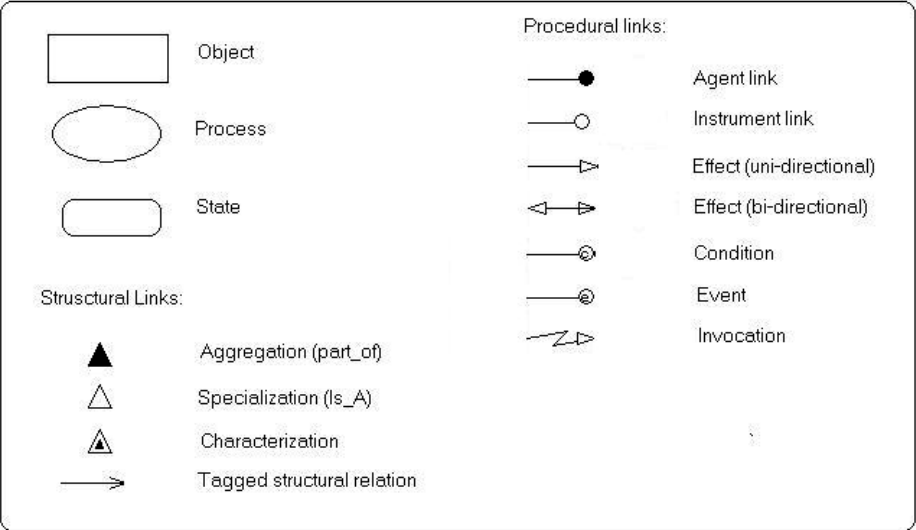 Object
Process
State
Strusctural Links:
Aggregation (part_of)
Specialization (Is_A)
Characterization
Tagged structural relation
Procedural links:
Agent link
Instrument link
Effect (uni-directional)
Effect (bi-directional)
Condition
Event
Invocation